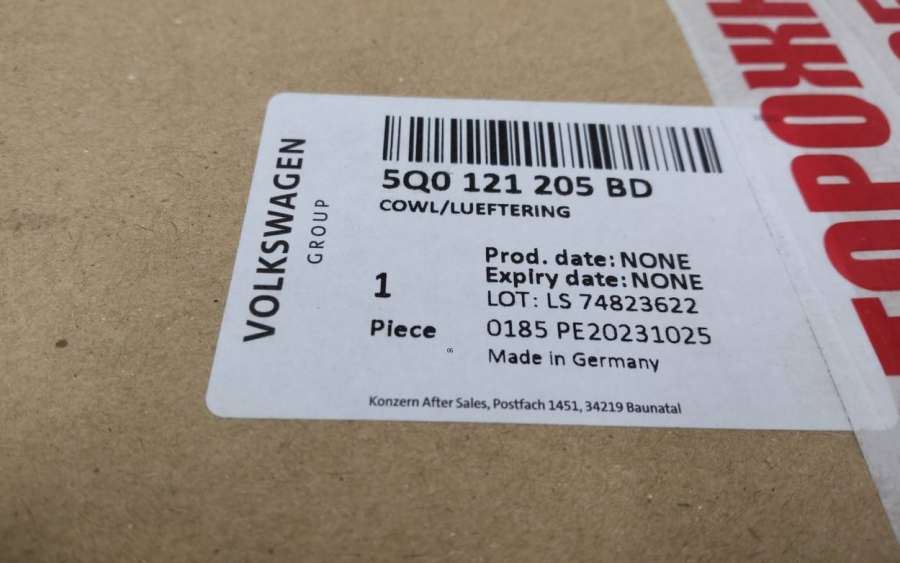 VOLKSWAGEN
GROUP
5Q0 121 205 BD
COWL/LUEFTERING
1
Piece
Prod. date: NONE
Expiry date: NONE
LOT: LS 74823622
0185 PE20231025
06
Made in Germany
Konzern After Sales, Postfach 1451, 34219 Baunatal